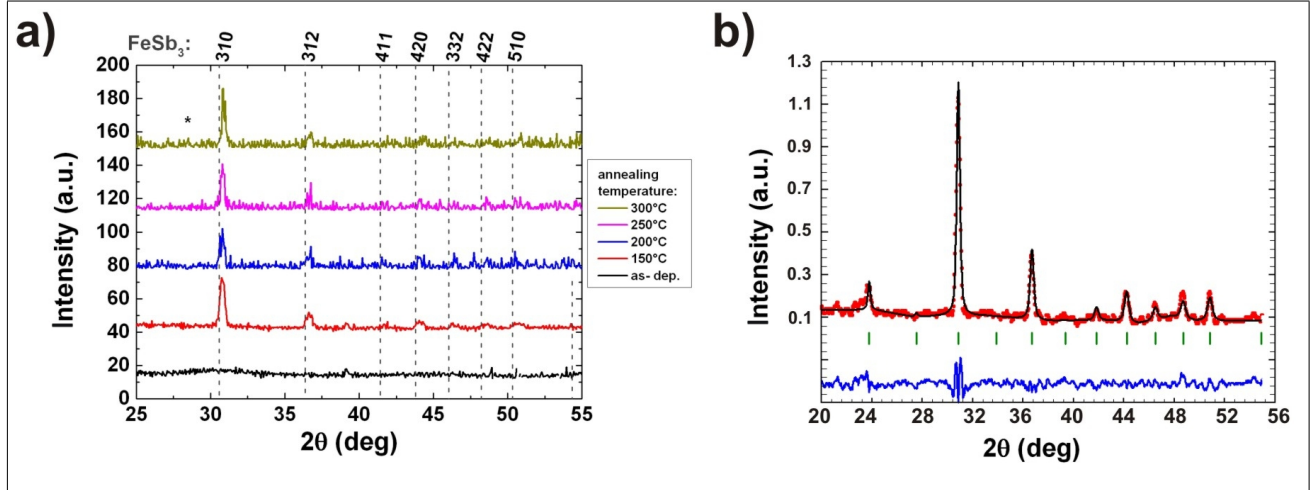 a)
FeSb3:
310
312
411
420
332
422
510
200
180
160
140
120
100
80
60
40
20
0
*
Intensity (a.u.)
25 30 35 40 45 50 55
2θ (deg)
annealing
temperature:
300°C
250°C
200°C
150°C
as- dep.
b)
1.3
1.1
0.9
0.7
0.5
0.3
0.1
Intensity (a.u.)
20 24 28 32 36 40 44 48 52 56
2θ (deg)